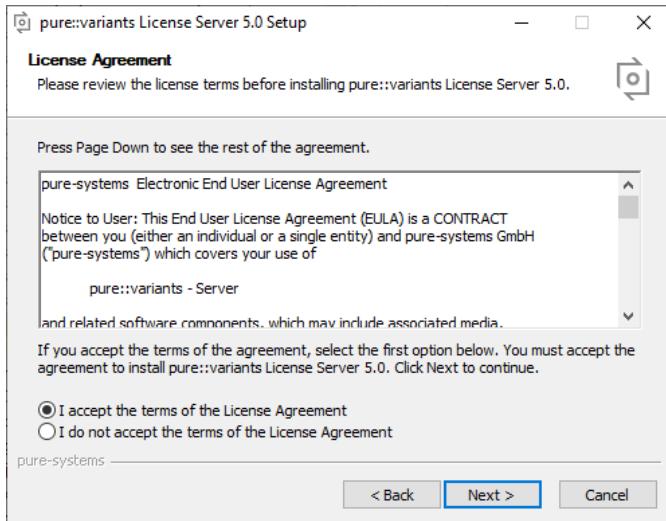 pure::variants License Server 5.0 Setup
License Agreement
Please review the license terms before installing pure::variants License Server 5.0.
Press Page Down to see the rest of the agreement.
pure-systems Electronic End User License Agreement
Notice to User: This End User License Agreement (EULA) is a CONTRACT
between you (either an individual or a single entity) and pure-systems GmbH
("pure-systems") which covers your use of
pure::variants - Server
and related software components, which may include associated media,
If you accept the terms of the agreement, select the first option below. You must accept the
agreement to install pure::variants License Server 5.0. Click Next to continue.
I accept the terms of the License Agreement
I do not accept the terms of the License Agreement
pure-systems
< Back Next > Cancel